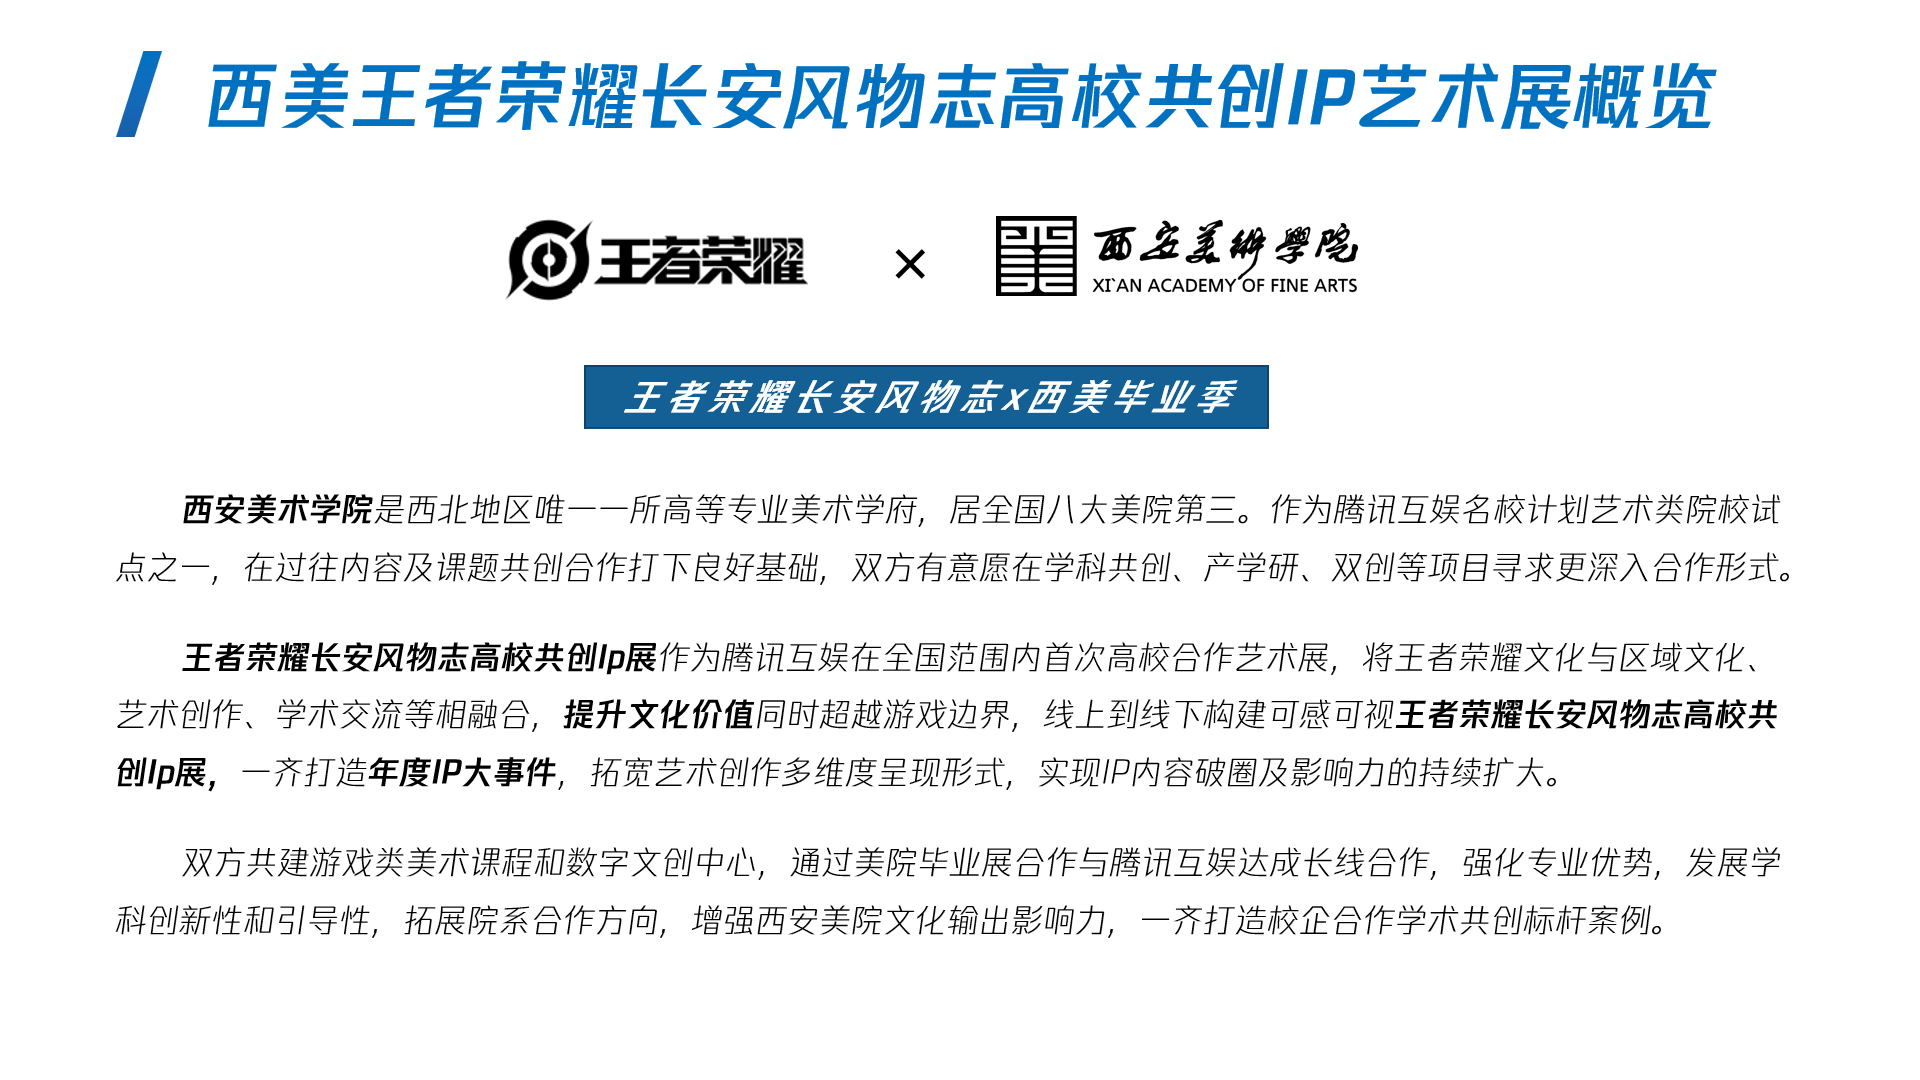 西美王者荣耀长安风物志高校共创IP艺术展概览
王者荣耀 × 西安美術學院
XI`AN ACADEMY OF FINE ARTS
王者荣耀长安风物志x西美毕业季
西安美术学院是西北地区唯一一所高等专业美术学府，居全国八大美院第三。作为腾讯互娱名校计划艺术类院校试
点之一，在过往内容及课题共创合作打下良好基础，双方有意愿在学科共创、产学研、双创等项目寻求更深入合作形式。
王者荣耀长安风物志高校共创Ip展作为腾讯互娱在全国范围内首次高校合作艺术展，将王者荣耀文化与区域文化、
艺术创作、学术交流等相融合，提升文化价值同时超越游戏边界，线上到线下构建可感可视王者荣耀长安风物志高校共
创Ip展，一齐打造年度IP大事件，拓宽艺术创作多维度呈现形式，实现IP内容破圈及影响力的持续扩大。
双方共建游戏类美术课程和数字文创中心，通过美院毕业展合作与腾讯互娱达成长线合作，强化专业优势，发展学
科创新性和引导性，拓展院系合作方向，增强西安美院文化输出影响力，一齐打造校企合作学术共创标杆案例。